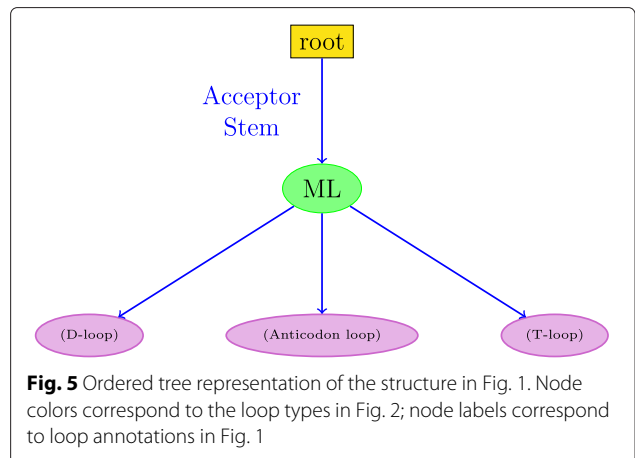 root
Acceptor
Stem
ML
(D-loop) (Anticodon loop) (T-loop)
Fig. 5 Ordered tree representation of the structure in Fig. 1. Node
colors correspond to the loop types in Fig. 2; node labels correspond
to loop annotations in Fig. 1